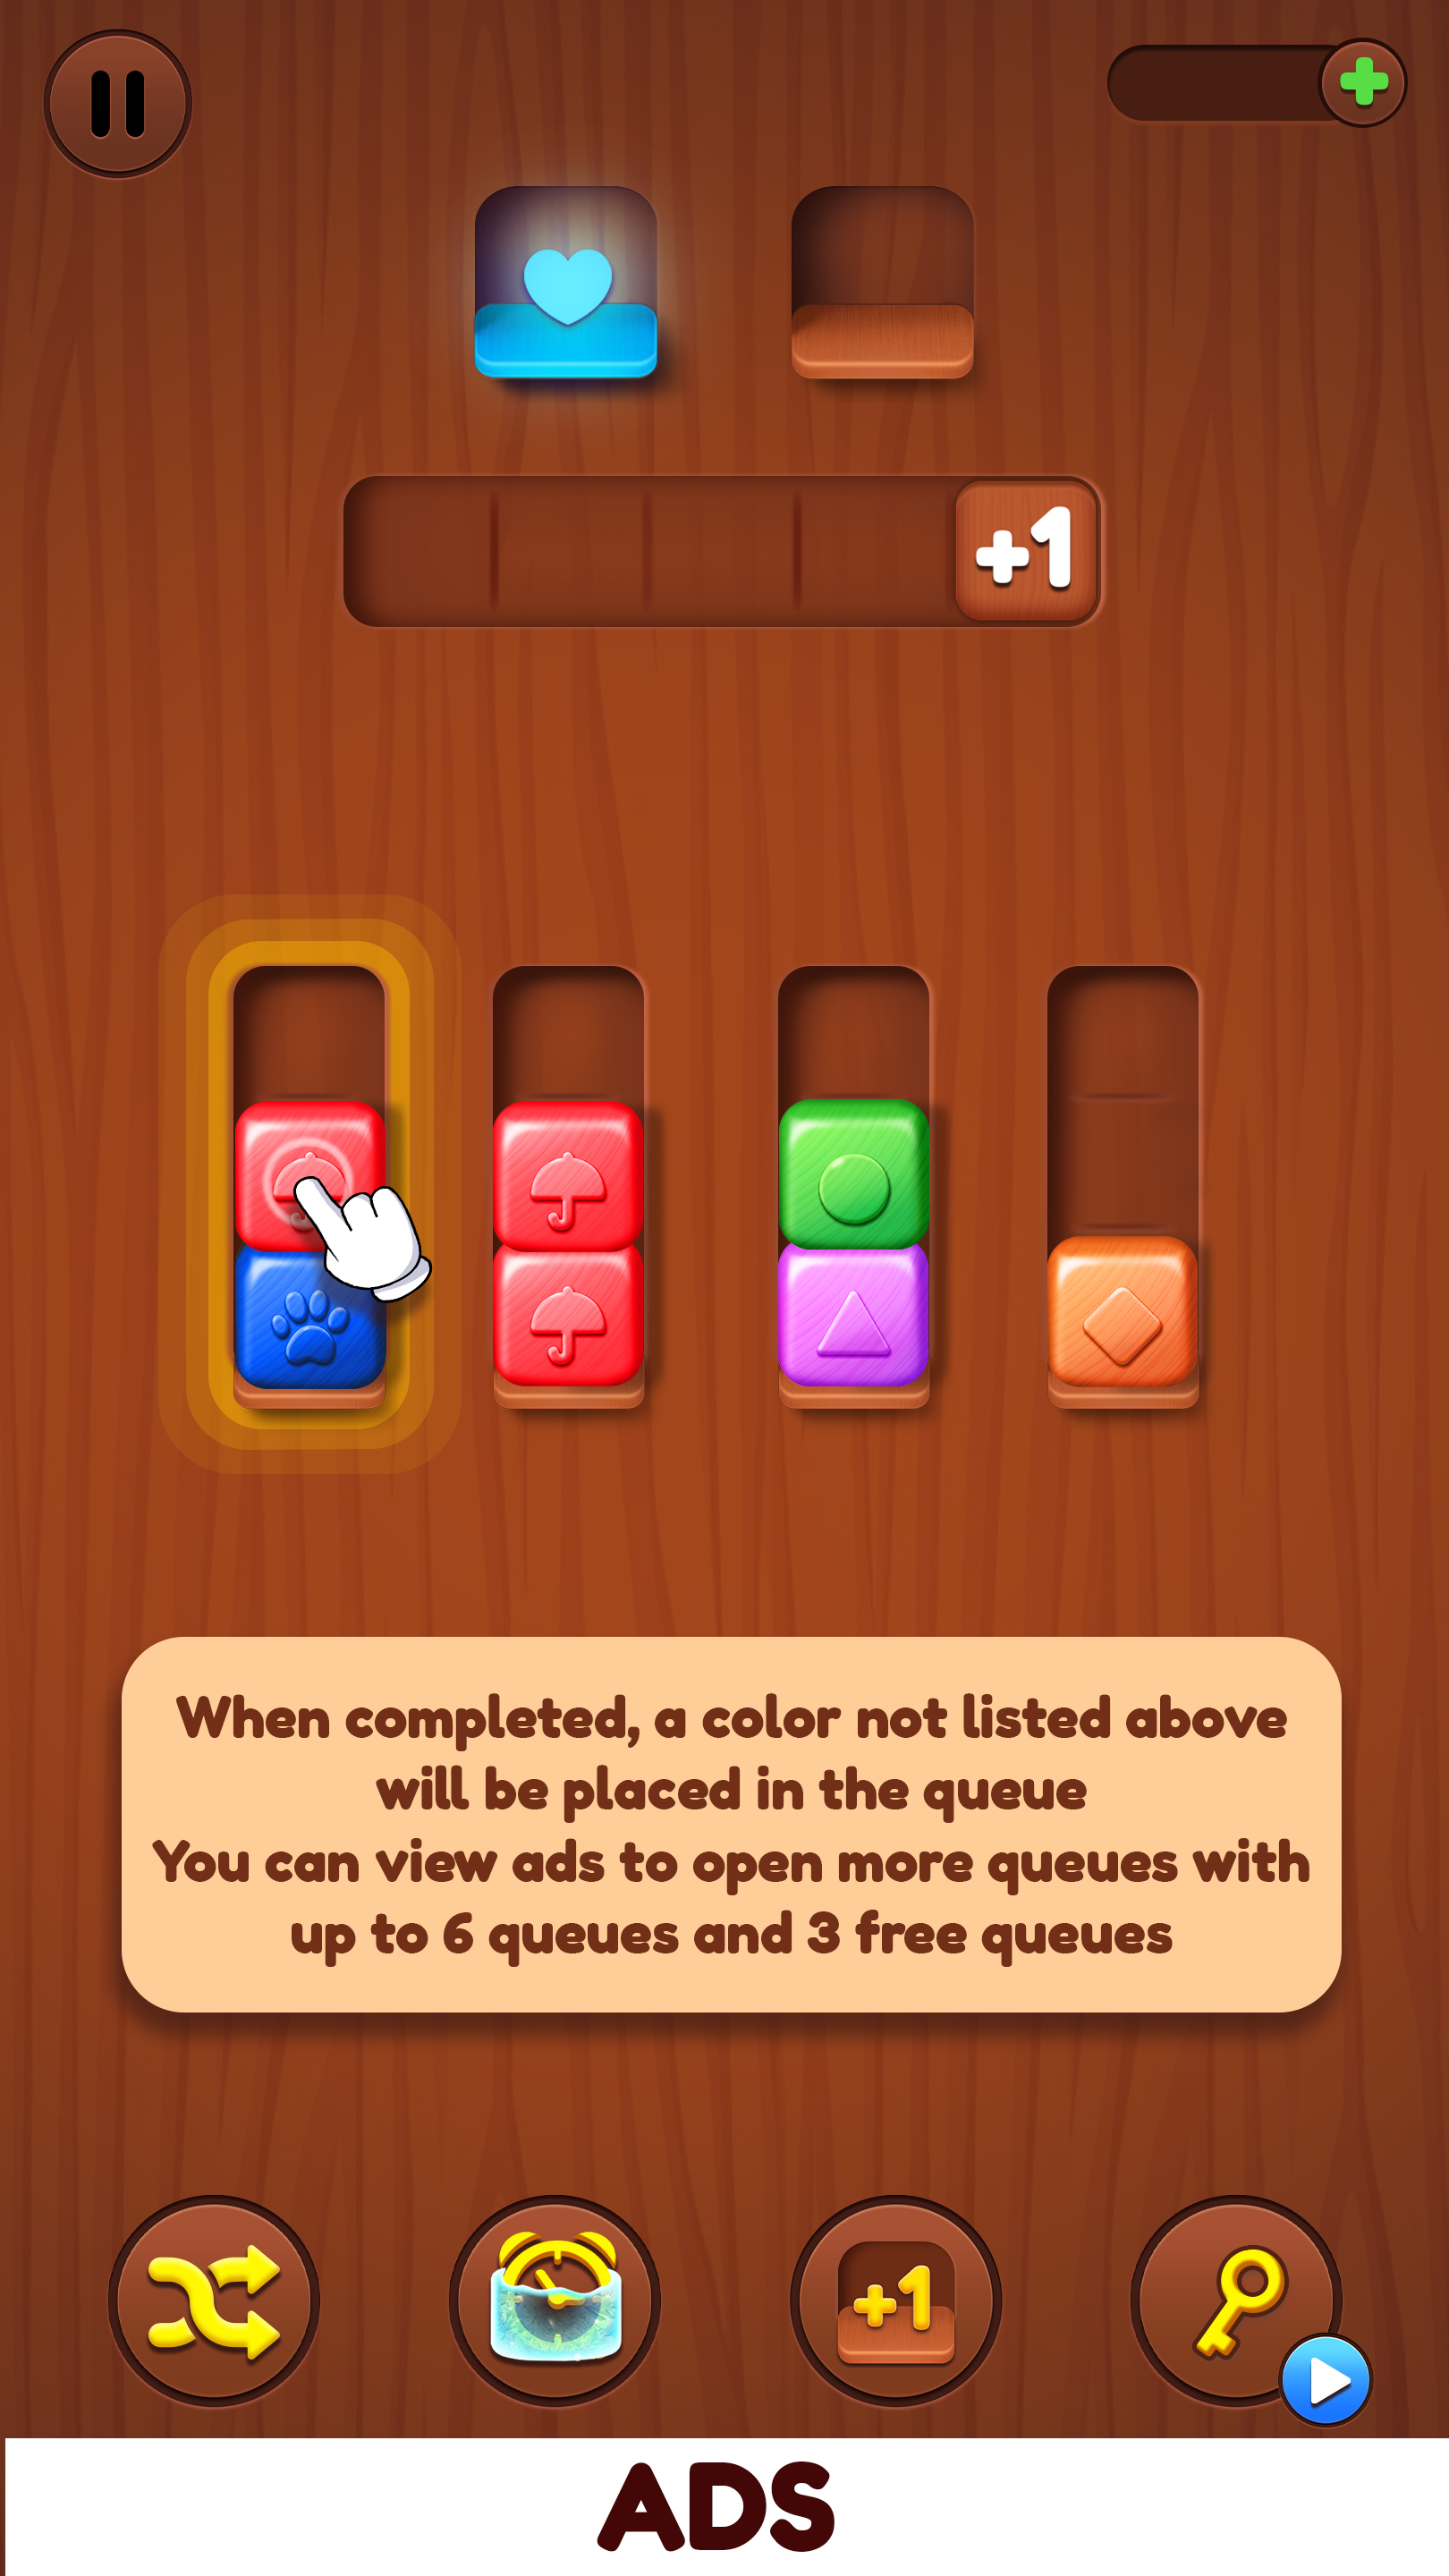 +1
When completed, a color not listed above
will be placed in the queue
You can view ads to open more queues with
up to 6 queues and 3 free queues
+1
ADS